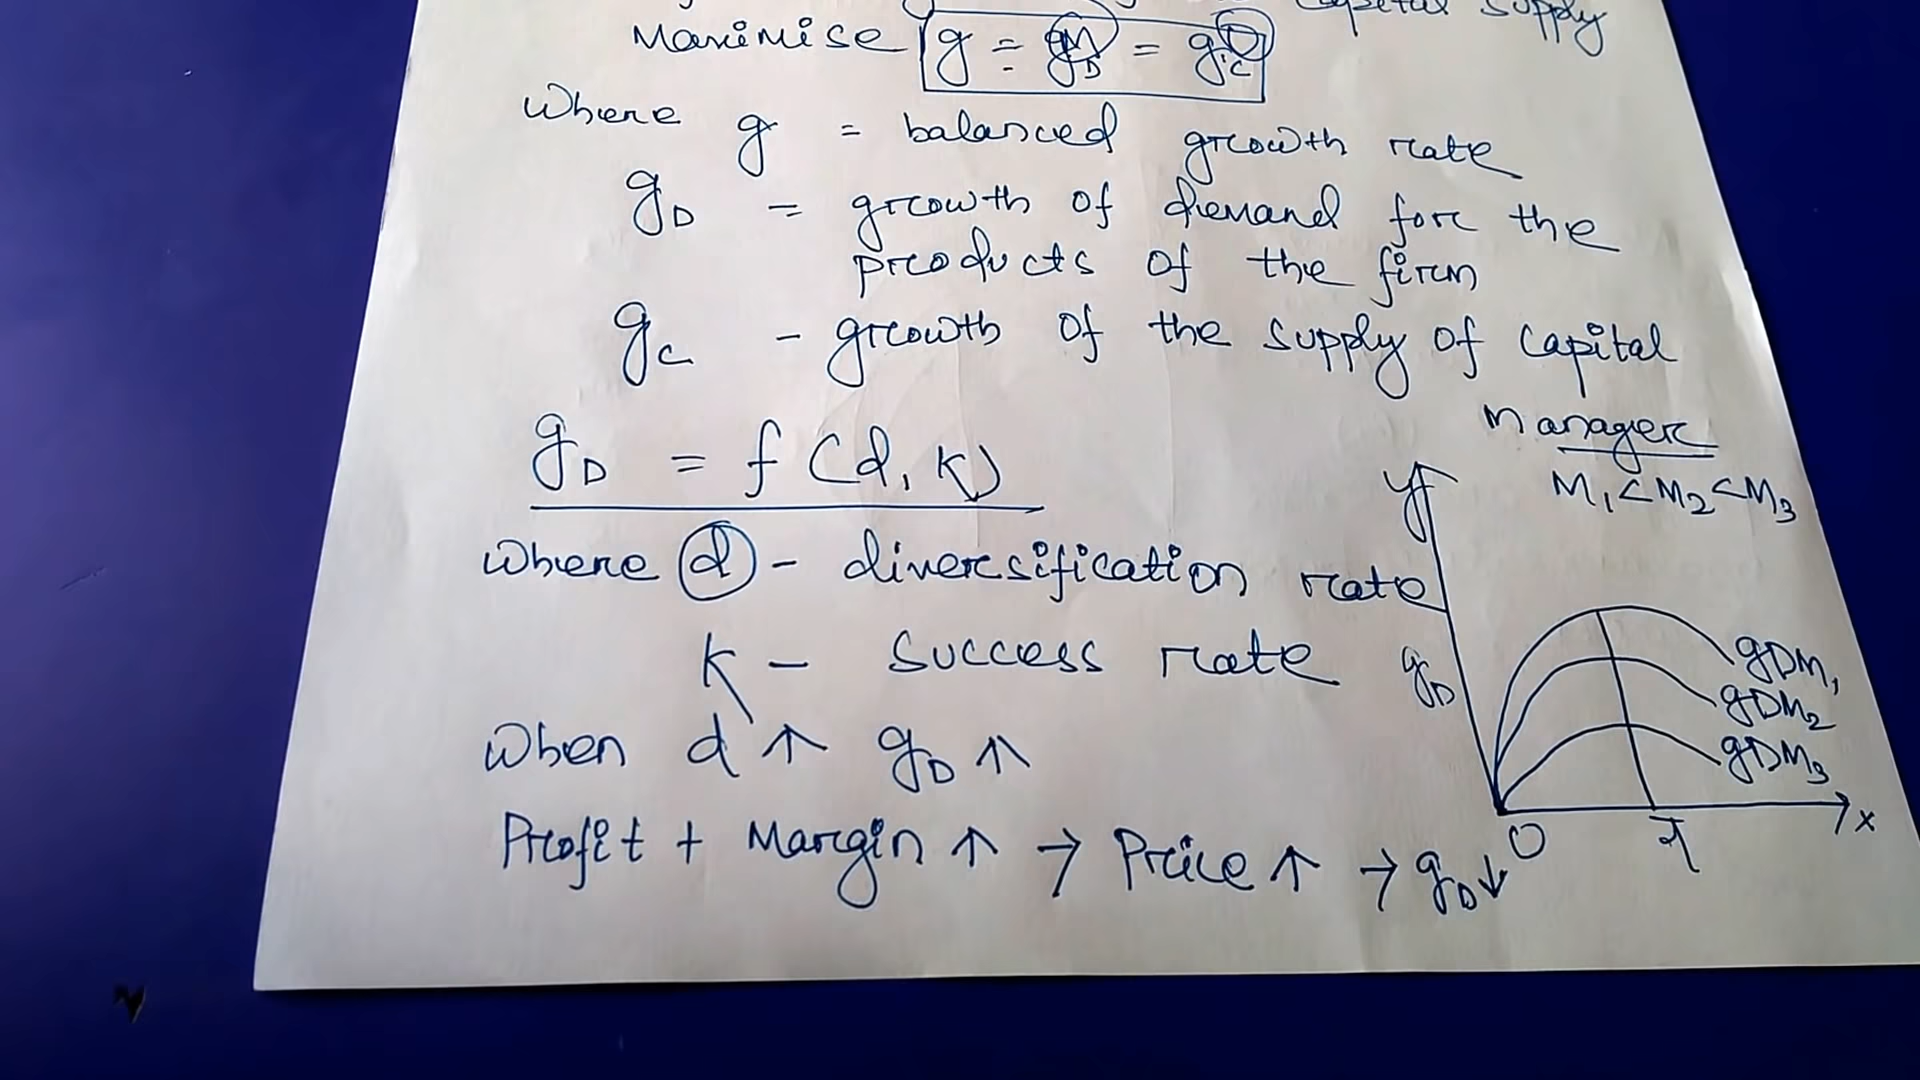 capital supply
Maximise g = gD = gC
where g = balanced growth rate
gD = growth of demand for the
products of the firm
gC - growth of the supply of capital
gD = f(d, k)
where d - diversification rate
k - success rate
When d ↑ gD ↑
Profit + Margin ↑ → Price ↑ → gD ↓
Manager
M1 < M2 < M3
y
gD
gDM1
gDM2
gDM3
O
x